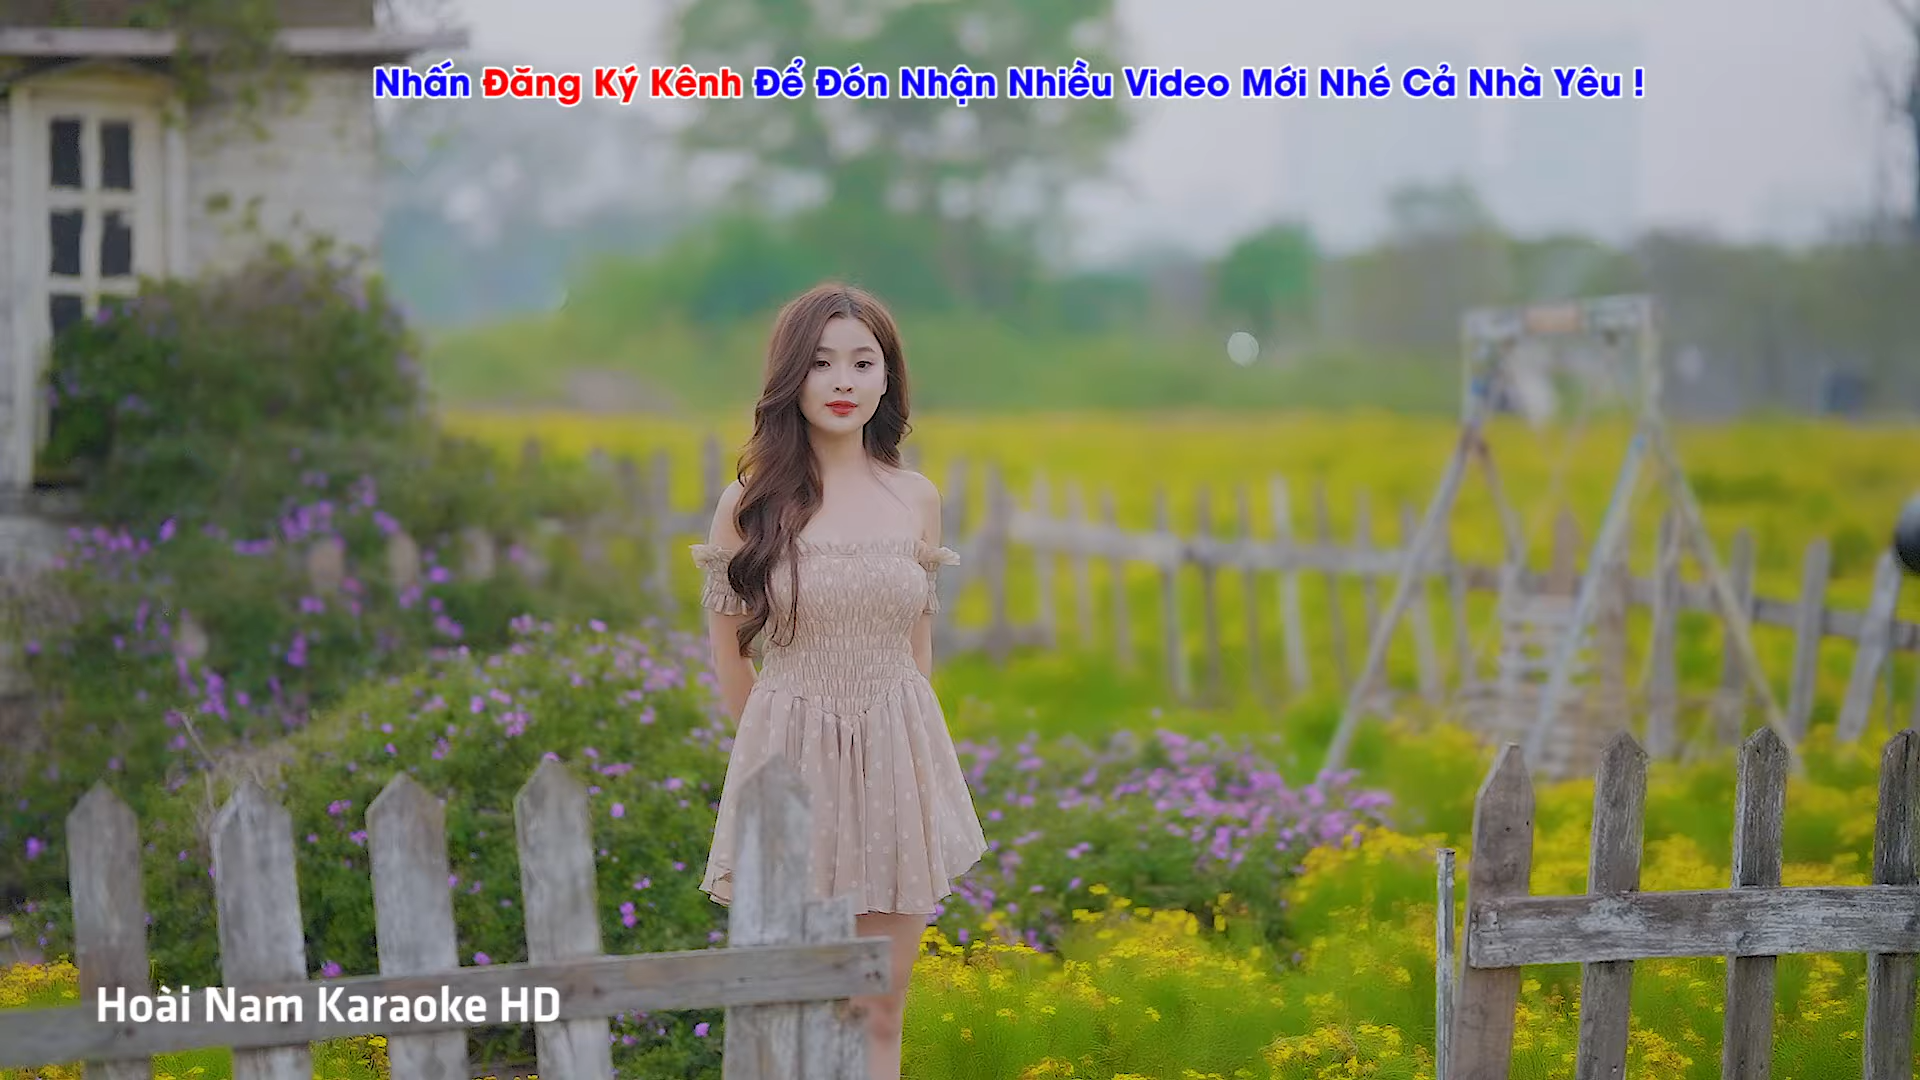 Nhấn Đăng Ký Kênh Để Đón Nhận Nhiều Video Mới Nhé Cả Nhà Yêu !
Hoài Nam Karaoke HD